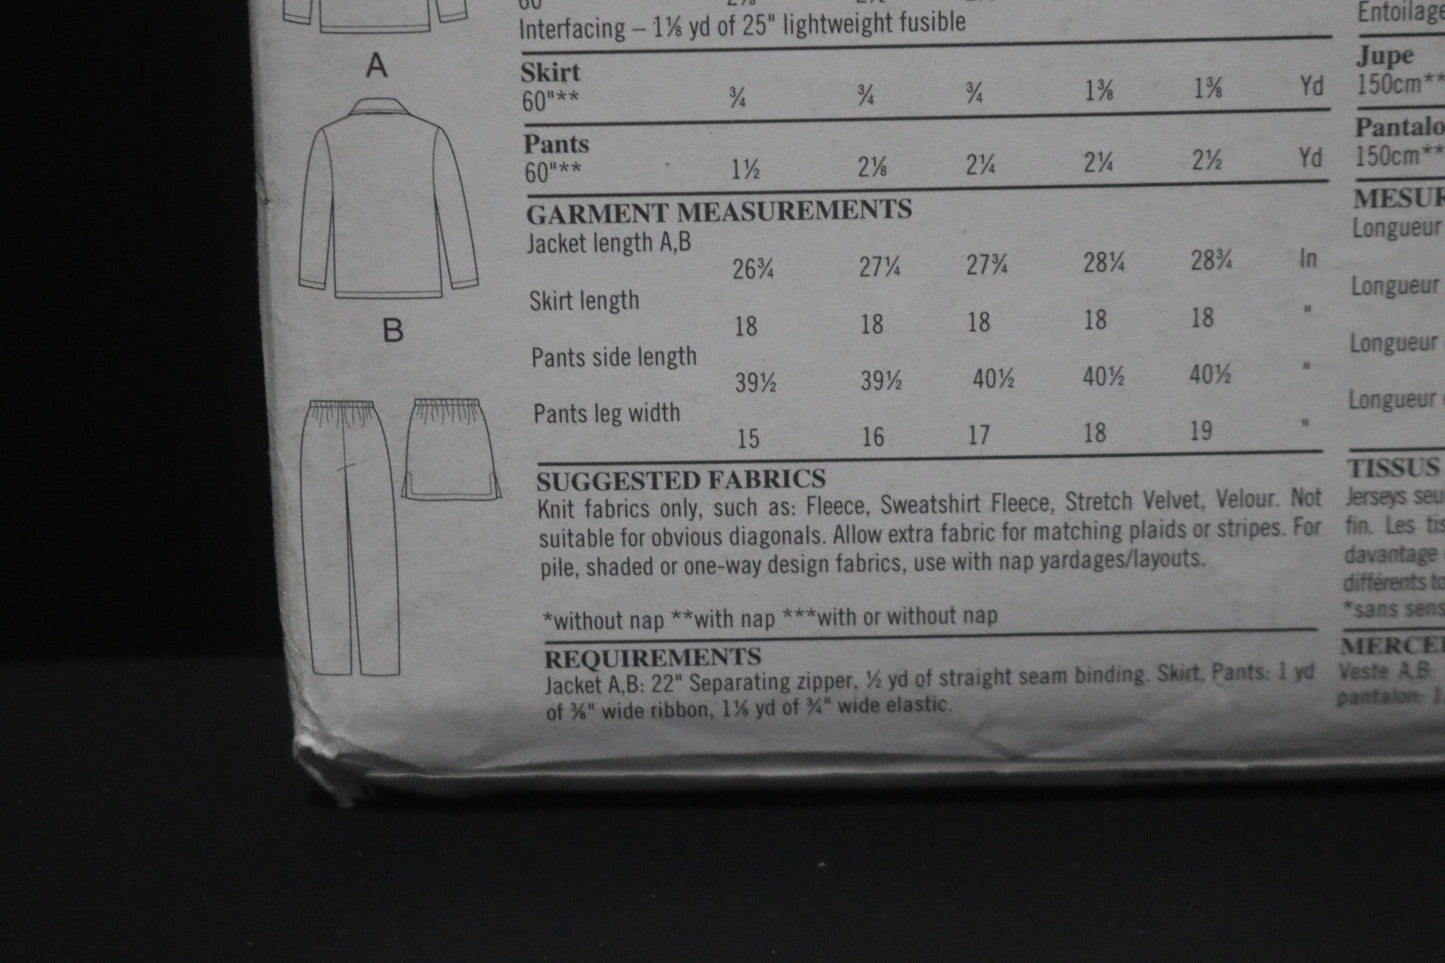 A
B
Interfacing – 1⅛ yd of 25" lightweight fusible
Skirt
60"** ¾ ¾ ¾ 1⅜ 1⅜ Yd
Pants
60"** 1½ 2⅛ 2¼ 2¼ 2½ Yd
GARMENT MEASUREMENTS
Jacket length A,B
26¾ 27¼ 27¾ 28¼ 28¾ In
Skirt length
18 18 18 18 18 "
Pants side length
39½ 39½ 40½ 40½ 40½ "
Pants leg width
15 16 17 18 19 "
SUGGESTED FABRICS
Knit fabrics only, such as: Fleece, Sweatshirt Fleece, Stretch Velvet, Velour. Not
suitable for obvious diagonals. Allow extra fabric for matching plaids or stripes. For
pile, shaded or one-way design fabrics, use with nap yardages/layouts.
*without nap **with nap ***with or without nap
REQUIREMENTS
Jacket A,B: 22" Separating zipper, ½ yd of straight seam binding. Skirt, Pants: 1 yd
of ⅜" wide ribbon, 1⅛ yd of ¾" wide elastic.
Entoilage
Jupe
150cm**
Pantalo
150cm**
MESUR
Longueur
Longueur
Longueur
Longueur
TISSUS
Jerseys seu
fin. Les tis
davantage
différents to
*sans sens
MERCE
Veste A,B:
pantalon: 1